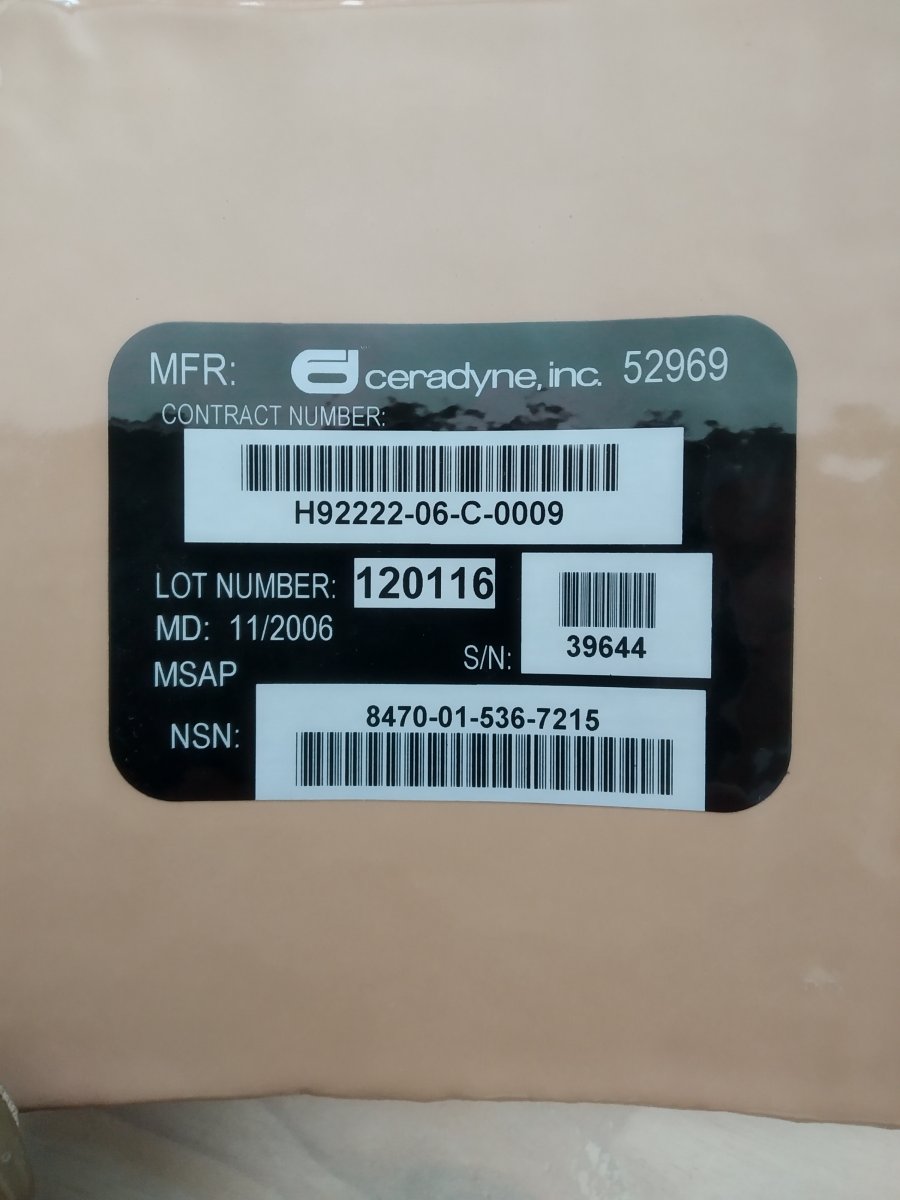 MFR: ceradyne, inc. 52969
CONTRACT NUMBER:
H92222-06-C-0009
LOT NUMBER: 120116
MD: 11/2006
S/N: 39644
MSAP
NSN: 8470-01-536-7215